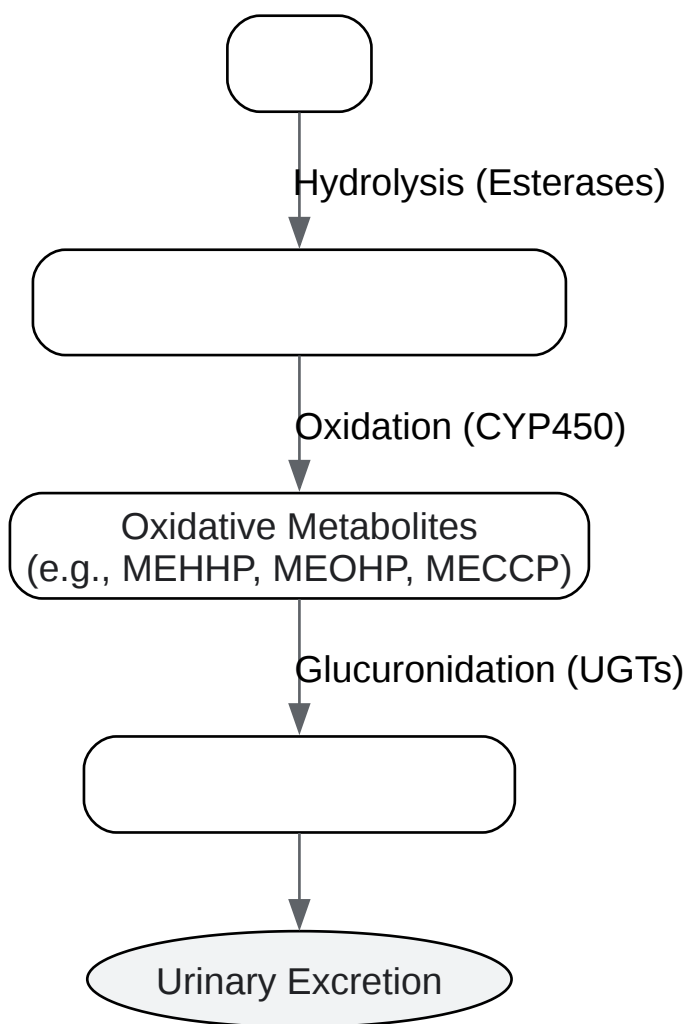 Hydrolysis (Esterases)
Oxidation (CYP450)
Oxidative Metabolites
(e.g., MEHHP, MEOHP, MECCP)
Glucuronidation (UGTs)
Urinary Excretion